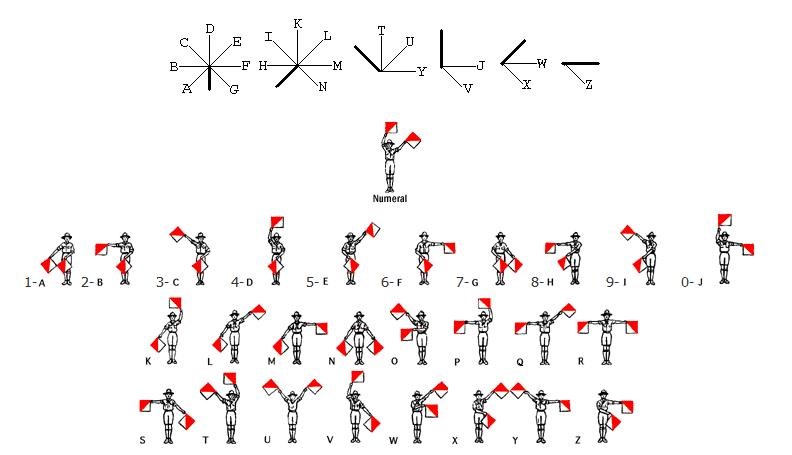 K
D
C E I L T U
B F H M Y J W
A G N V X Z
Numeral
1-A 2-B 3-C 4-D 5-E 6-F 7-G 8-H 9-I 0-J
K L M N O P Q R
S T U V W X Y Z